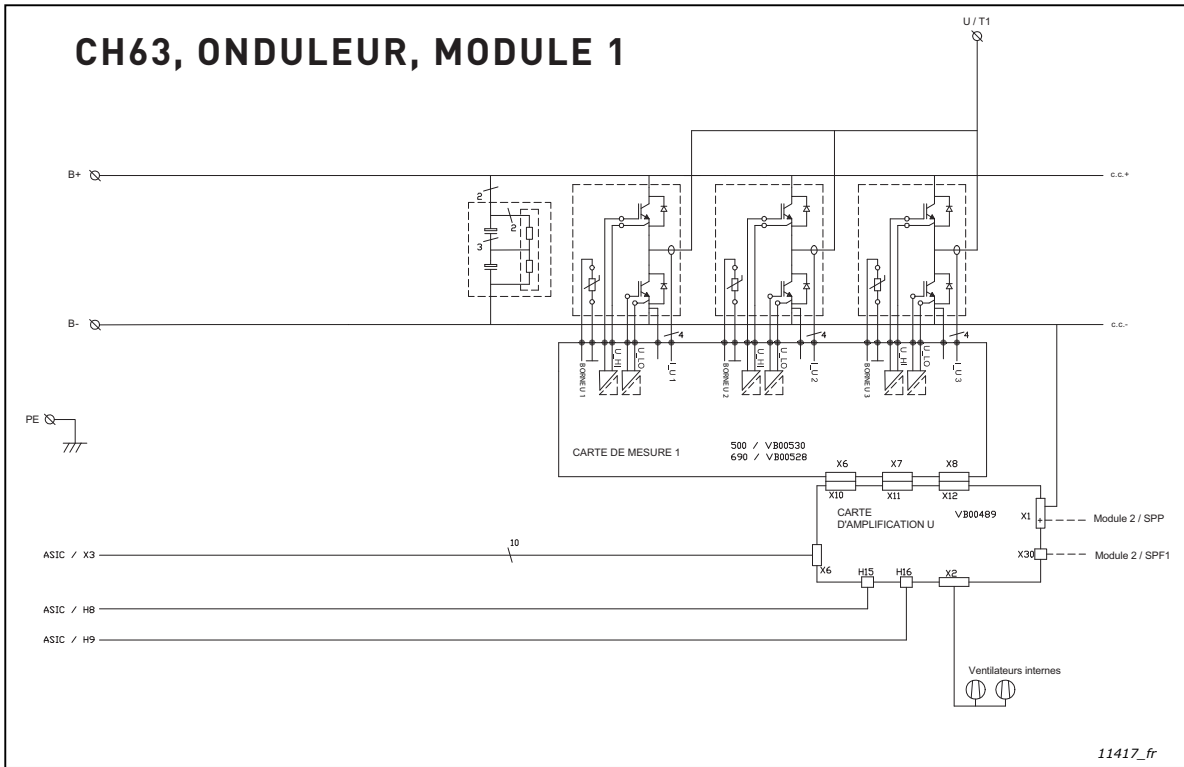 U / T1
CH63, ONDULEUR, MODULE 1
B+
c.c.+
2
2
3
B-
c.c.-
4
4
4
BORNE U 1
U_HI
U_LO
I_U 1
BORNE U 2
U_HI
U_LO
I_U 2
BORNE U 3
U_HI
U_LO
I_U 3
PE
CARTE DE MESURE 1
500 / VB00530
690 / VB00528
X6
X7
X8
X10
X11
X12
CARTE
D'AMPLIFICATION U
VB00489
X1
+
Module 2 / SPP
X30
Module 2 / SPF1
ASIC / X3
10
X6
H15
H16
X2
ASIC / H8
ASIC / H9
Ventilateurs internes
11417_fr